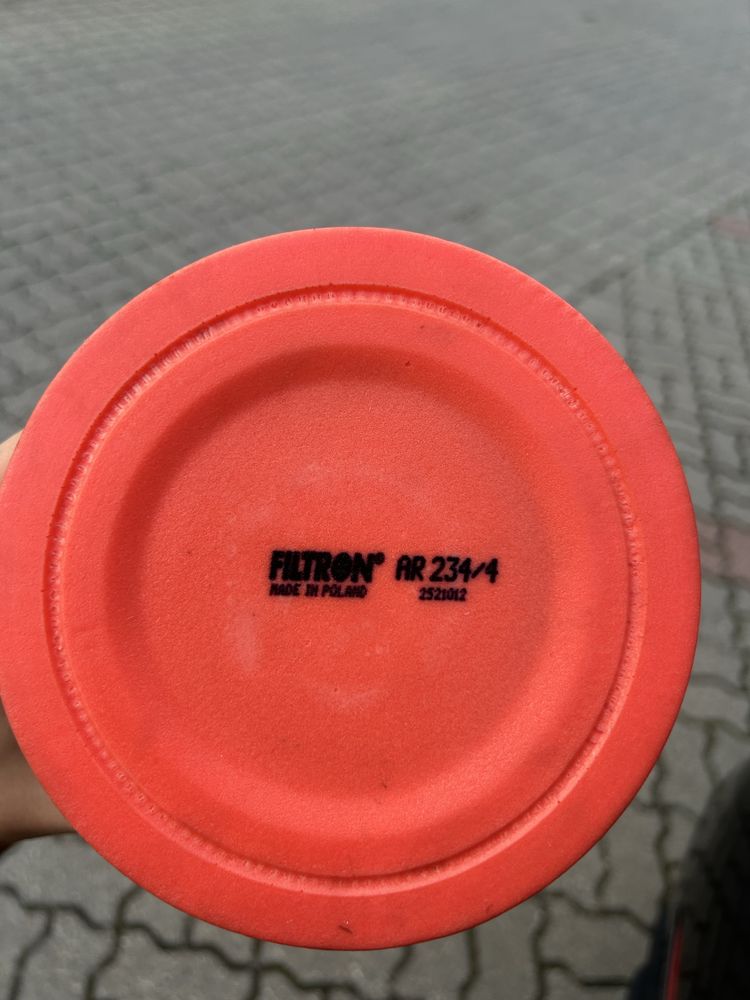 FILTRON® AR 234/4
MADE IN POLAND 2521012